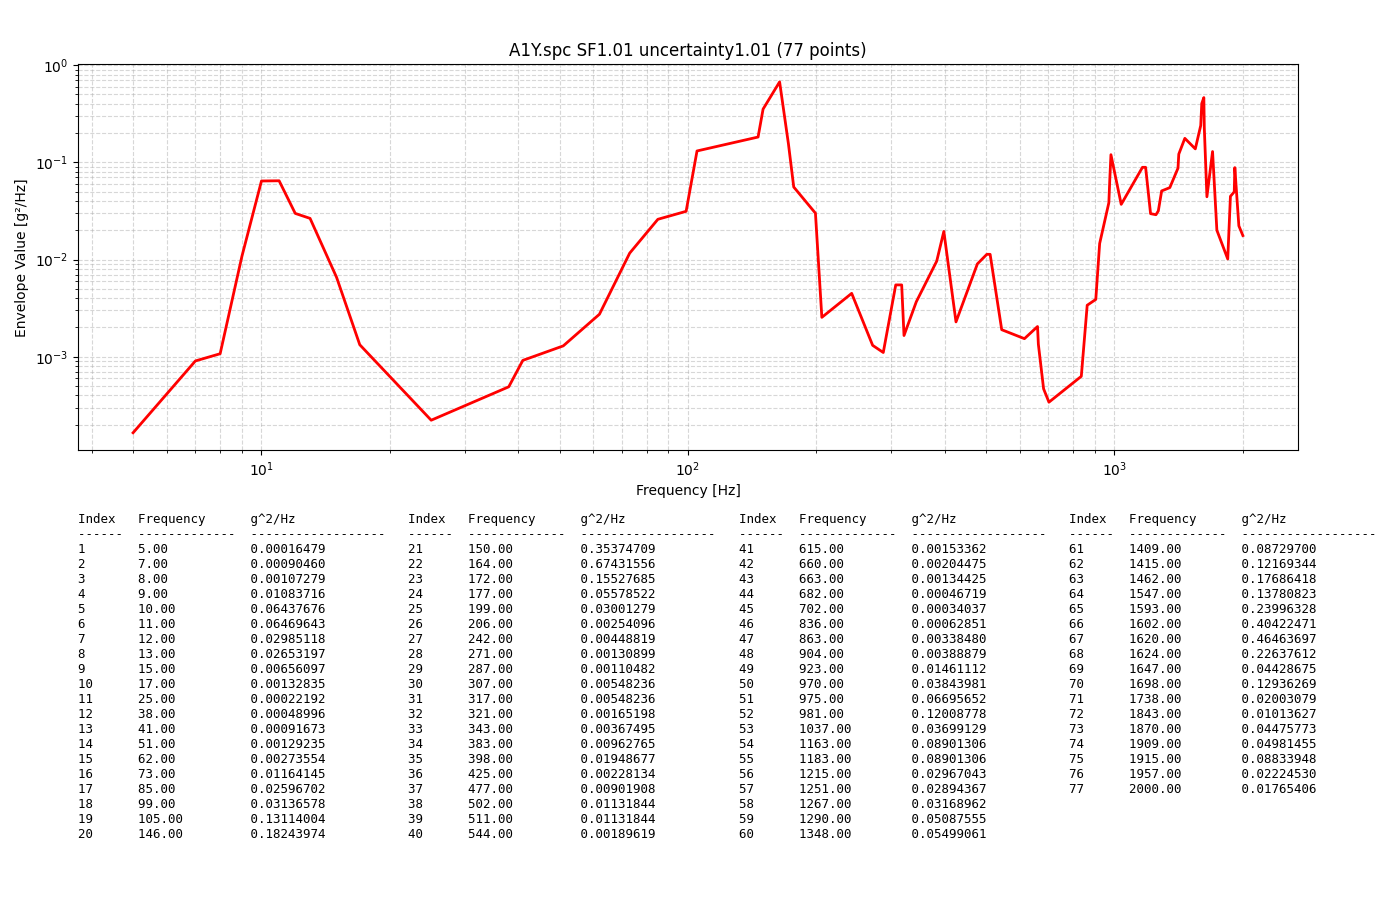 A1Y.spc SF1.01 uncertainty1.01 (77 points)
10⁰
10⁻¹
10⁻²
10⁻³
Envelope Value [g²/Hz]
10¹ 10² 10³
Frequency [Hz]
Index Frequency g^2/Hz Index Frequency g^2/Hz Index Frequency g^2/Hz Index Frequency g^2/Hz
------ ------------- ------------------ ------ ------------- ------------------ ------ ------------- ------------------ ------ ------------- ------------------
1 5.00 0.00016479 21 150.00 0.35374709 41 615.00 0.00153362 61 1409.00 0.08729700
2 7.00 0.00090460 22 164.00 0.67431556 42 660.00 0.00204475 62 1415.00 0.12169344
3 8.00 0.00107279 23 172.00 0.15527685 43 663.00 0.00134425 63 1462.00 0.17686418
4 9.00 0.01083716 24 177.00 0.05578522 44 682.00 0.00046719 64 1547.00 0.13780823
5 10.00 0.06437676 25 199.00 0.03001279 45 702.00 0.00034037 65 1593.00 0.23996328
6 11.00 0.06469643 26 206.00 0.00254096 46 836.00 0.00062851 66 1602.00 0.40422471
7 12.00 0.02985118 27 242.00 0.00448819 47 863.00 0.00338480 67 1620.00 0.46463697
8 13.00 0.02653197 28 271.00 0.00130899 48 904.00 0.00388879 68 1624.00 0.22637612
9 15.00 0.00656097 29 287.00 0.00110482 49 923.00 0.01461112 69 1647.00 0.04428675
10 17.00 0.00132835 30 307.00 0.00548236 50 970.00 0.03843981 70 1698.00 0.12936269
11 25.00 0.00022192 31 317.00 0.00548236 51 975.00 0.06695652 71 1738.00 0.02003079
12 38.00 0.00048996 32 321.00 0.00165198 52 981.00 0.12008778 72 1843.00 0.01013627
13 41.00 0.00091673 33 343.00 0.00367495 53 1037.00 0.03699129 73 1870.00 0.04475773
14 51.00 0.00129235 34 383.00 0.00962765 54 1163.00 0.08901306 74 1909.00 0.04981455
15 62.00 0.00273554 35 398.00 0.01948677 55 1183.00 0.08901306 75 1915.00 0.08833948
16 73.00 0.01164145 36 425.00 0.00228134 56 1215.00 0.02967043 76 1957.00 0.02224530
17 85.00 0.02596702 37 477.00 0.00901908 57 1251.00 0.02894367 77 2000.00 0.01765406
18 99.00 0.03136578 38 502.00 0.01131844 58 1267.00 0.03168962
19 105.00 0.13114004 39 511.00 0.01131844 59 1290.00 0.05087555
20 146.00 0.18243974 40 544.00 0.00189619 60 1348.00 0.05499061